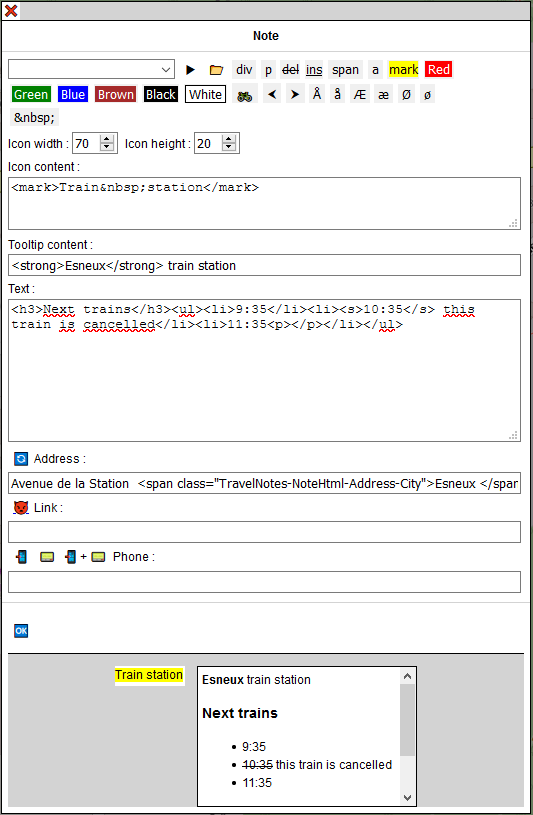 Note
div p del ins span a mark Red
Green Blue Brown Black White Å å Æ æ Ø ø
&nbsp;
Icon width : 70 Icon height : 20
Icon content :
<mark>Train&nbsp;station</mark>
Tooltip content :
<strong>Esneux</strong> train station
Text :
<h3>Next trains</h3><ul><li>9:35</li><li><s>10:35</s> this
train is cancelled</li><li>11:35<p></p></li></ul>
Address :
Avenue de la Station <span class="TravelNotes-NoteHtml-Address-City">Esneux </span
Link :
+ Phone :
OK
Train station
Esneux train station
Next trains
9:35
10:35 this train is cancelled
11:35